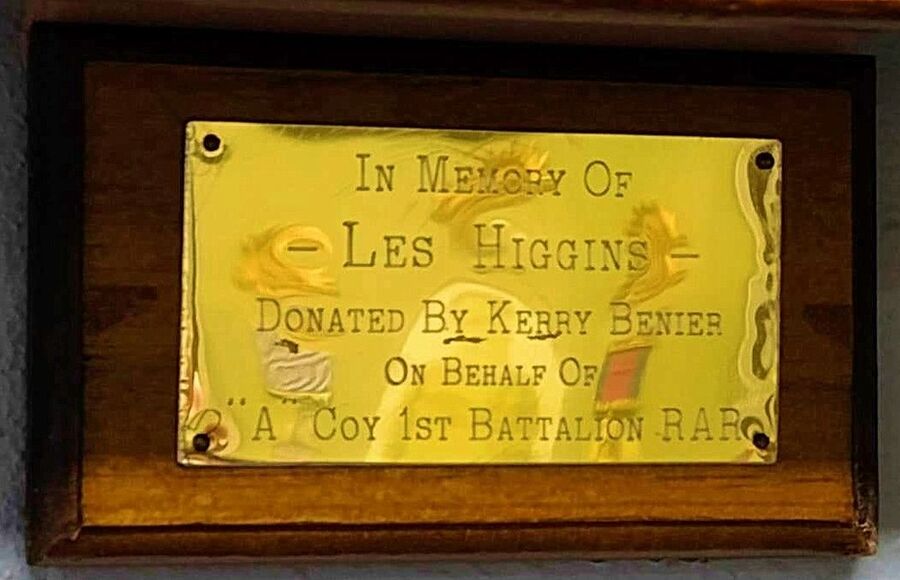 In Memory Of
- Les Higgins -
Donated By Kerry Benier
On Behalf Of
"A" Coy 1st Battalion RAR